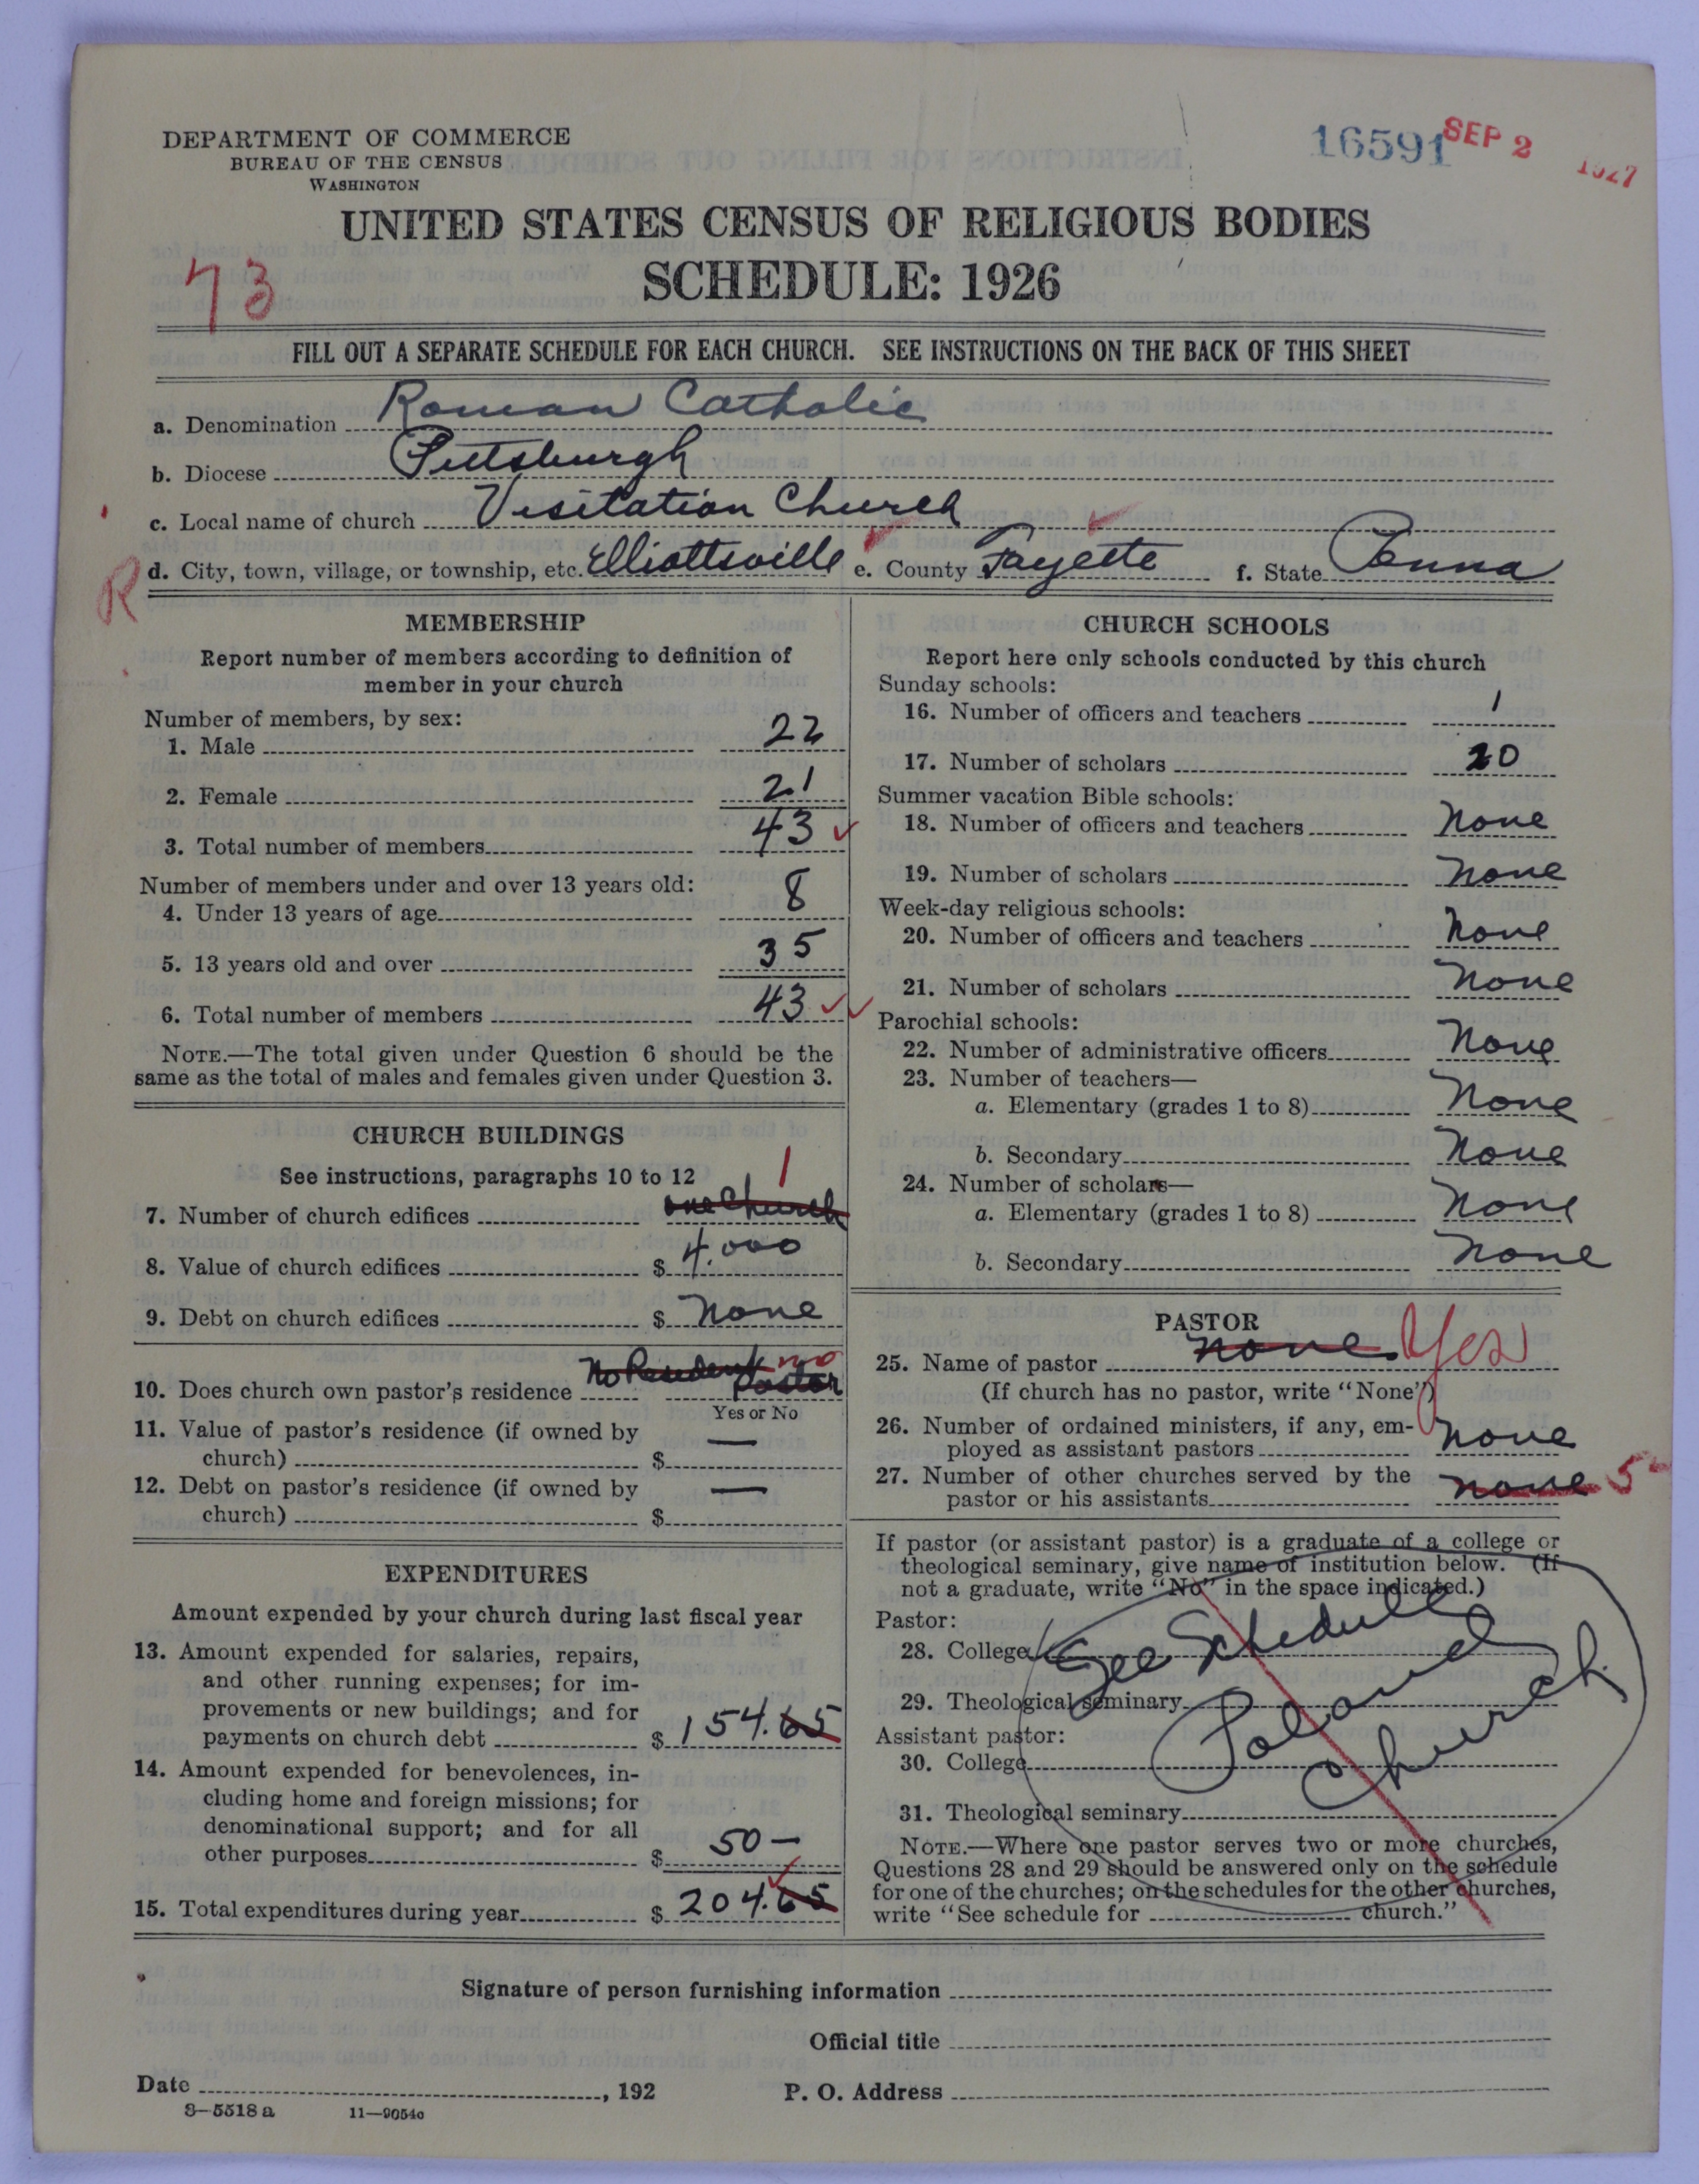 DEPARTMENT OF COMMERCE
BUREAU OF THE CENSUS
WASHINGTON
16591
SEP 2 1927
UNITED STATES CENSUS OF RELIGIOUS BODIES
SCHEDULE: 1926
73
FILL OUT A SEPARATE SCHEDULE FOR EACH CHURCH. SEE INSTRUCTIONS ON THE BACK OF THIS SHEET
a. Denomination Roman Catholic
b. Diocese Pittsburgh
c. Local name of church Visitation Church
R
d. City, town, village, or township, etc. Elliottsville e. County Fayette f. State Penna
MEMBERSHIP
Report number of members according to definition of
member in your church
Number of members, by sex:
1. Male 22
2. Female 21
3. Total number of members 43
Number of members under and over 13 years old:
4. Under 13 years of age 8
5. 13 years old and over 35
6. Total number of members 43
NOTE.—The total given under Question 6 should be the
same as the total of males and females given under Question 3.
CHURCH BUILDINGS
See instructions, paragraphs 10 to 12
7. Number of church edifices one Church 1
8. Value of church edifices $ 4.000
9. Debt on church edifices $ None
10. Does church own pastor's residence No Resident Pastor no
Yes or No
11. Value of pastor's residence (if owned by
church) $ —
12. Debt on pastor's residence (if owned by
church) $ —
EXPENDITURES
Amount expended by your church during last fiscal year
13. Amount expended for salaries, repairs,
and other running expenses; for im-
provements or new buildings; and for
payments on church debt $ 154.65
14. Amount expended for benevolences, in-
cluding home and foreign missions; for
denominational support; and for all
other purposes $ 50 —
15. Total expenditures during year $ 204.65
CHURCH SCHOOLS
Report here only schools conducted by this church
Sunday schools:
16. Number of officers and teachers 1
17. Number of scholars 20
Summer vacation Bible schools:
18. Number of officers and teachers None
19. Number of scholars None
Week-day religious schools:
20. Number of officers and teachers None
21. Number of scholars None
Parochial schools:
22. Number of administrative officers None
23. Number of teachers—
a. Elementary (grades 1 to 8) None
b. Secondary None
24. Number of scholars—
a. Elementary (grades 1 to 8) None
b. Secondary None
PASTOR
25. Name of pastor None Yes
(If church has no pastor, write "None")
26. Number of ordained ministers, if any, em-
ployed as assistant pastors None
27. Number of other churches served by the
pastor or his assistants None 5
If pastor (or assistant pastor) is a graduate of a college or
theological seminary, give name of institution below. (If
not a graduate, write "No" in the space indicated.)
Pastor:
28. College See Schedule
29. Theological seminary Poland
Assistant pastor:
Church
30. College
31. Theological seminary
NOTE.—Where one pastor serves two or more churches,
Questions 28 and 29 should be answered only on the schedule
for one of the churches; on the schedules for the other churches,
write "See schedule for church."
Signature of person furnishing information
Official title
Date , 192 P. O. Address
8—5518 a 11—9054c